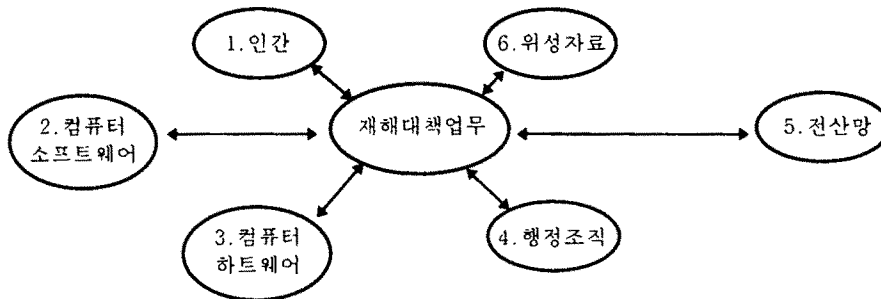 1.인간
6.위성자료
2.컴퓨터
소프트웨어
재해대책업무
5.전산망
3.컴퓨터
하트웨어
4.행정조직